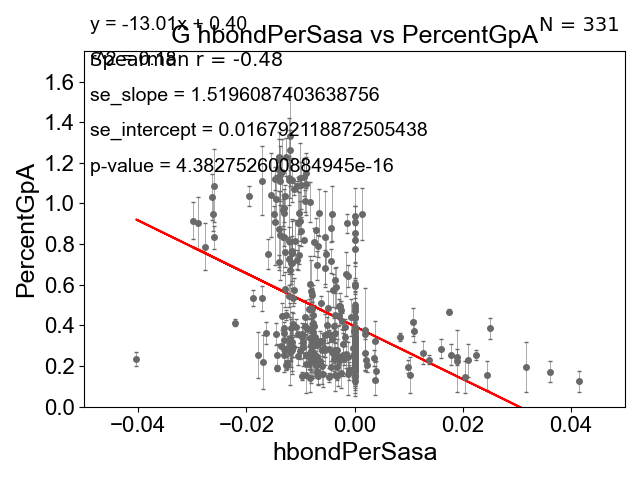 y = -13.01x + 0.40
N = 331
G hbondPerSasa vs PercentGpA
Spearman r = -0.48
se_slope = 1.5196087403638756
se_intercept = 0.016792118872505438
p-value = 4.382752600884945e-16
PercentGpA
1.6
1.4
1.2
1.0
0.8
0.6
0.4
0.2
0.0
−0.04
−0.02
0.00
0.02
0.04
hbondPerSasa